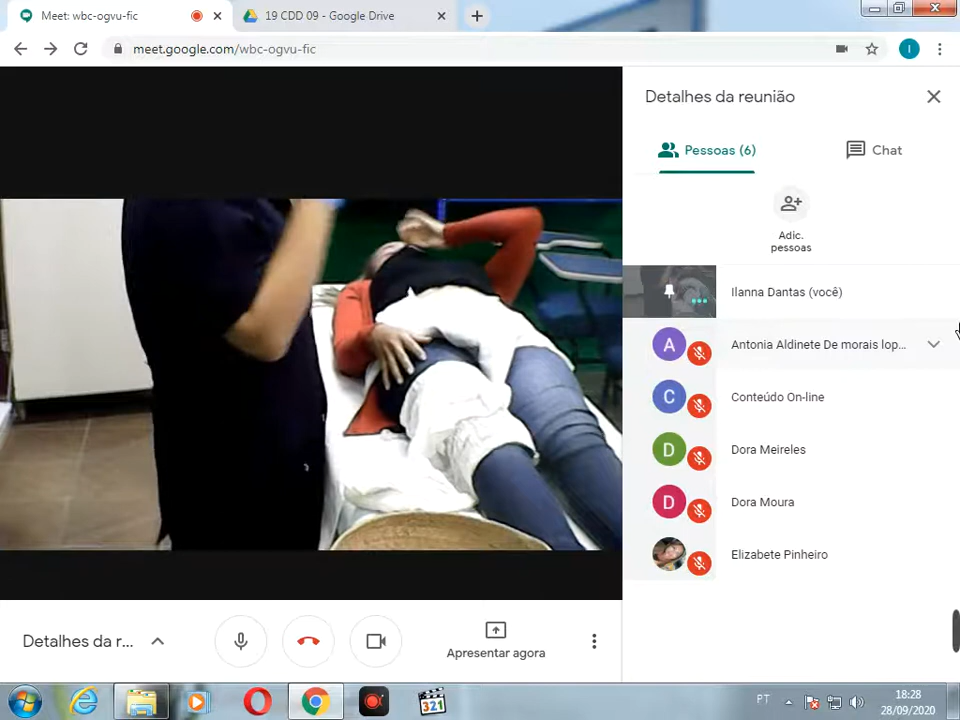 Meet: wbc-ogvu-fic
19 CDD 09 - Google Drive
meet.google.com/wbc-ogvu-fic
I
Detalhes da reunião
Pessoas (6)
Chat
Adic.
pessoas
Ilanna Dantas (você)
A
Antonia Aldinete De morais lop...
C
Conteúdo On-line
D
Dora Meireles
D
Dora Moura
Elizabete Pinheiro
Detalhes da r...
Apresentar agora
321
PT
18:28
28/09/2020